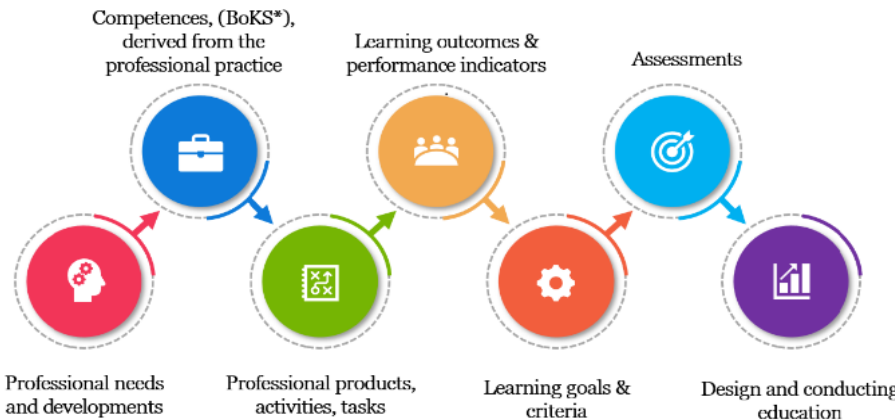 Competences, (BoKS*),
derived from the
professional practice
Learning outcomes &
performance indicators
Assessments
Professional needs
and developments
Professional products,
activities, tasks
Learning goals &
criteria
Design and conducting
education